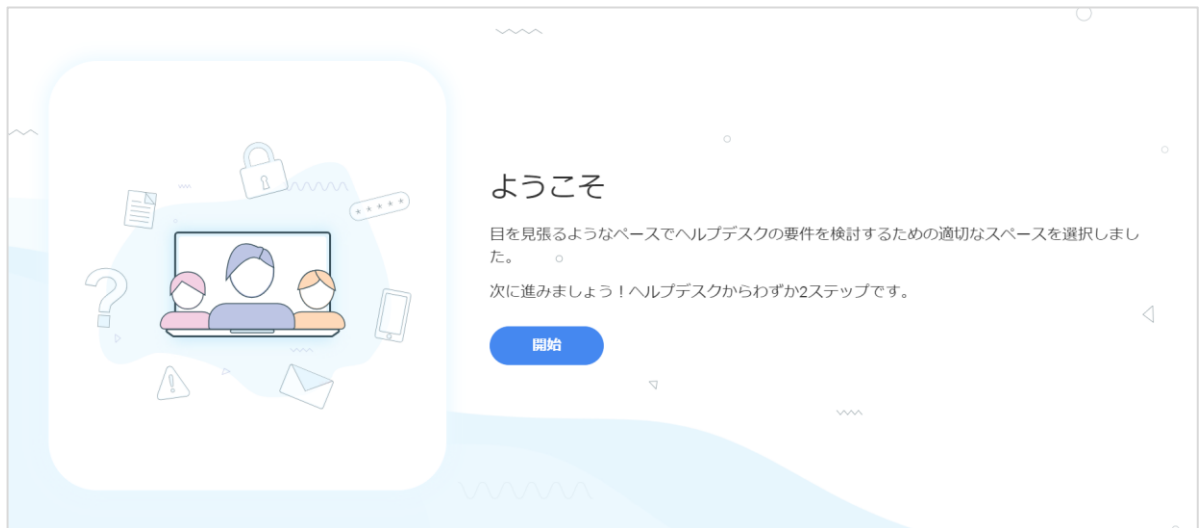 ようこそ
目を見張るようなペースでヘルプデスクの要件を検討するための適切なスペースを選択しまし
た。
次に進みましょう！ヘルプデスクからわずか2ステップです。
開始